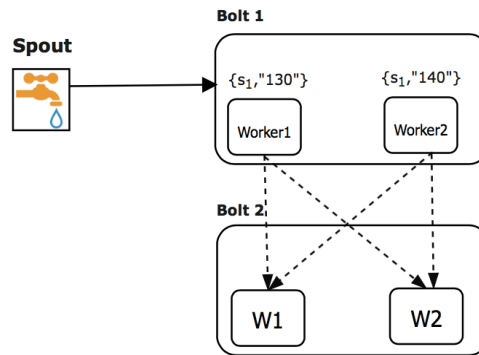 Bolt 1
Spout
{s₁,"130"} {s₁,"140"}
Worker1 Worker2
Bolt 2
W1 W2